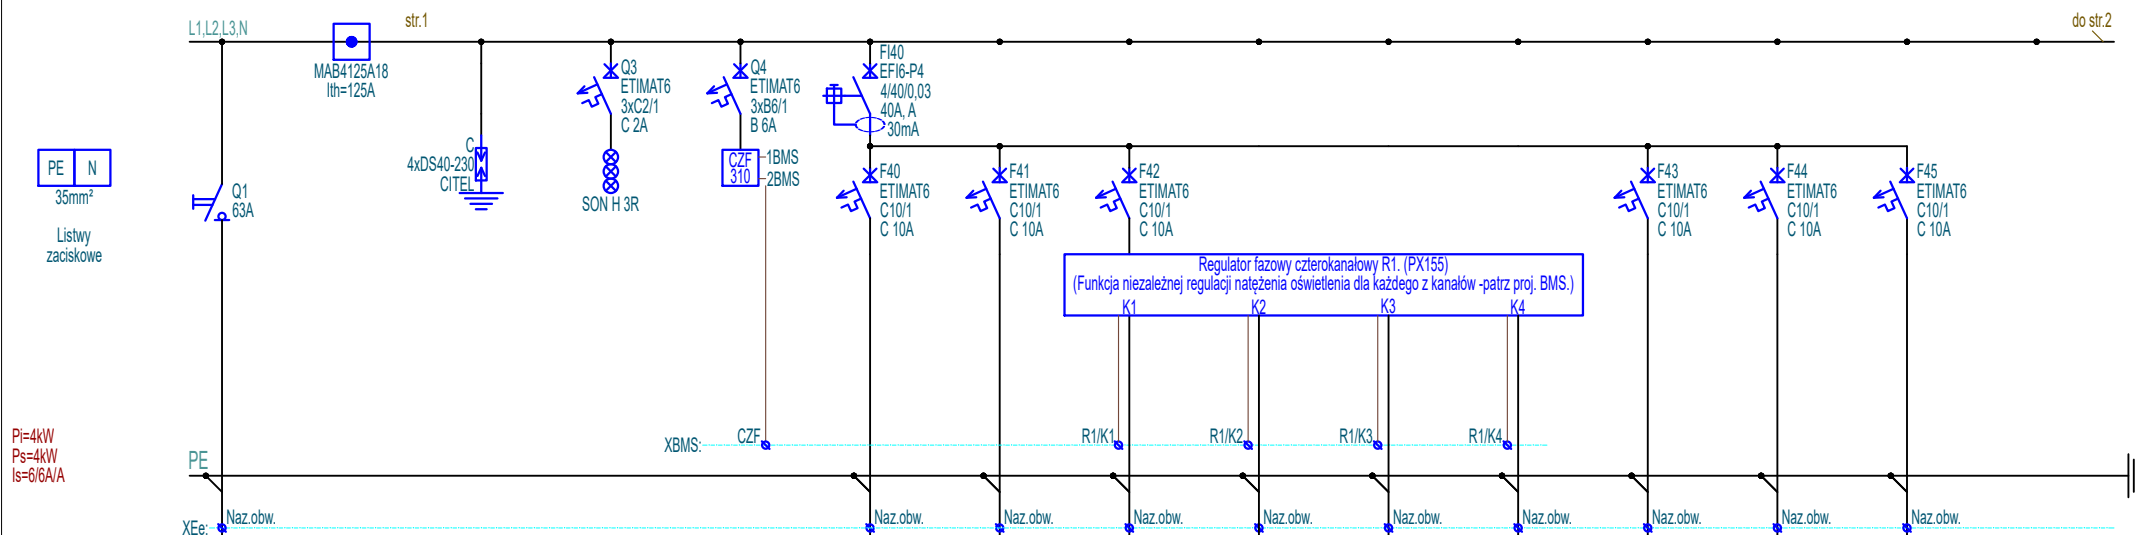 L1,L2,L3,N
str.1
do str.2
MAB4125A18
Ith=125A
PE
N
35mm²
Listwy
zaciskowe
Q1
63A
C
4xDS40-230
CITEL
Q3
ETIMAT6
3xC2/1
C 2A
SON H 3R
Q4
ETIMAT6
3xB6/1
B 6A
CZF
310
1BMS
2BMS
FI40
EFI6-P4
4/40/0,03
40A, A
30mA
F40
ETIMAT6
C10/1
C 10A
F41
ETIMAT6
C10/1
C 10A
F42
ETIMAT6
C10/1
C 10A
F43
ETIMAT6
C10/1
C 10A
F44
ETIMAT6
C10/1
C 10A
F45
ETIMAT6
C10/1
C 10A
Regulator fazowy czterokanałowy R1. (PX155)
(Funkcja niezależnej regulacji natężenia oświetlenia dla każdego z kanałów -patrz proj. BMS.)
K1
K2
K3
K4
Pi=4kW
Ps=4kW
Is=6/6A/A
XBMS:
CZF
R1/K1
R1/K2
R1/K3
R1/K4
PE
XEe:
Naz.obw.
Naz.obw.
Naz.obw.
Naz.obw.
Naz.obw.
Naz.obw.
Naz.obw.
Naz.obw.
Naz.obw.
Naz.obw.